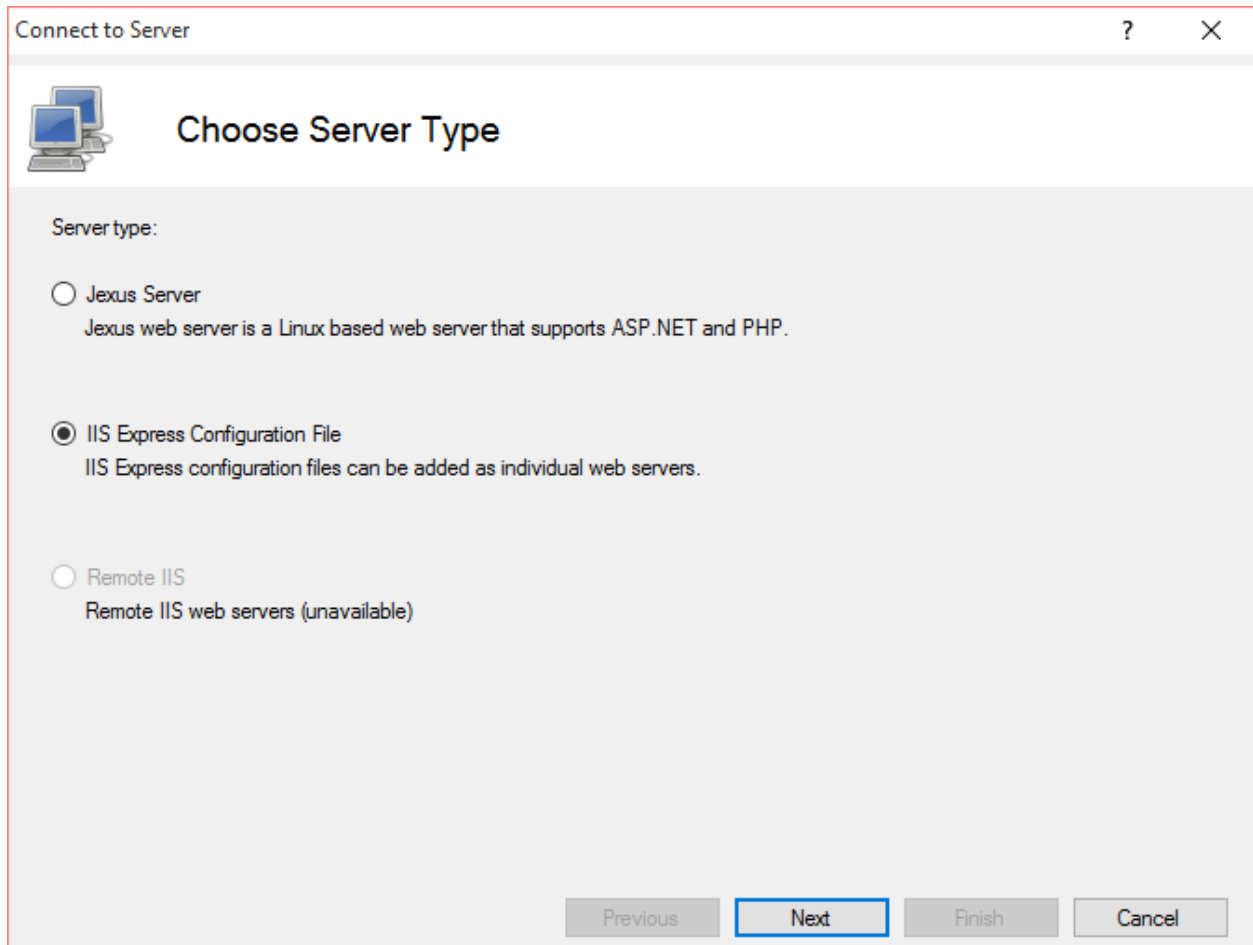 Connect to Server
?
Choose Server Type
Server type:
Jexus Server
Jexus web server is a Linux based web server that supports ASP.NET and PHP.
IIS Express Configuration File
IIS Express configuration files can be added as individual web servers.
Remote IIS
Remote IIS web servers (unavailable)
Previous Next Finish Cancel